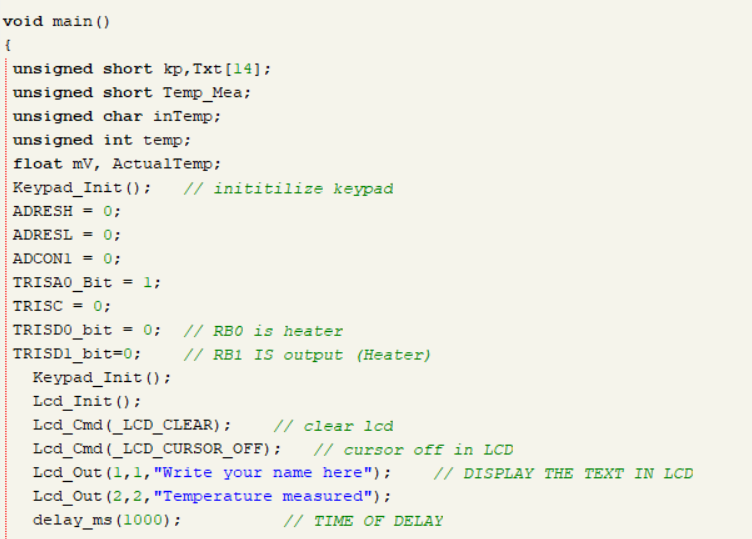 void main()
{
unsigned short kp,Txt[14];
unsigned short Temp_Mea;
unsigned char inTemp;
unsigned int temp;
float mV, ActualTemp;
Keypad_Init();   // inititilize keypad
ADRESH = 0;
ADRESL = 0;
ADCON1 = 0;
TRISA0_Bit = 1;
TRISC = 0;
TRISD0_bit = 0;  // RB0 is heater
TRISD1_bit=0;    // RB1 IS output (Heater)
Keypad_Init();
Lcd_Init();
Lcd_Cmd(_LCD_CLEAR);    // clear lcd
Lcd_Cmd(_LCD_CURSOR_OFF);   // cursor off in LCD
Lcd_Out(1,1,"Write your name here");    // DISPLAY THE TEXT IN LCD
Lcd_Out(2,2,"Temperature measured");
delay_ms(1000);          // TIME OF DELAY